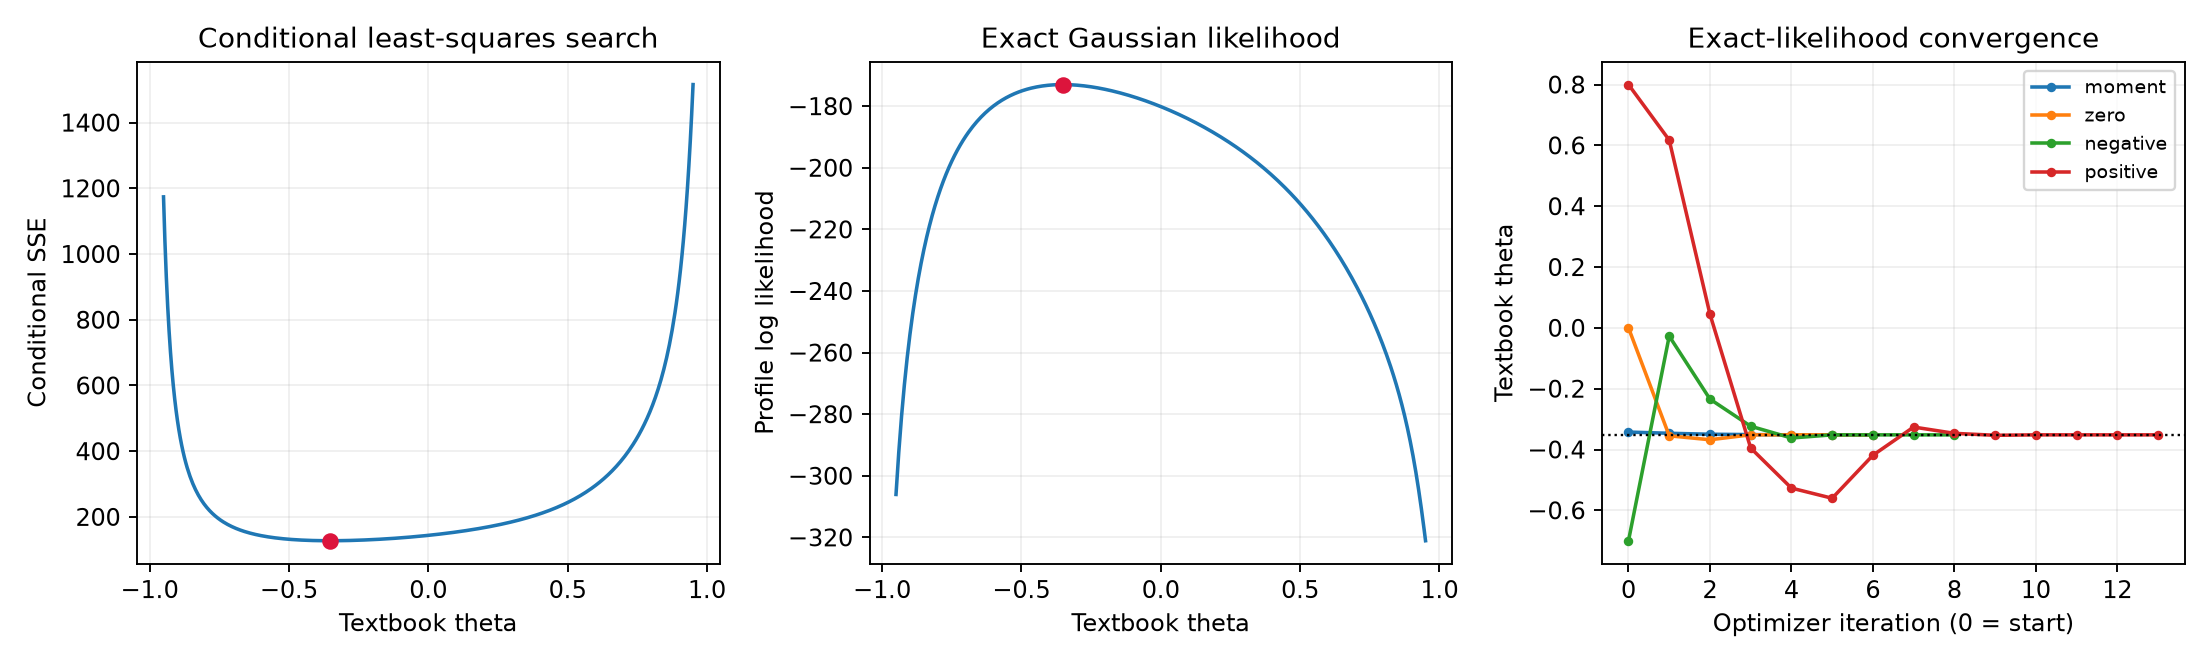 Conditional least-squares search
1400
1200
1000
800
600
400
200
Conditional SSE
−1.0 −0.5 0.0 0.5 1.0
Textbook theta
Exact Gaussian likelihood
−180
−200
−220
−240
−260
−280
−300
−320
Profile log likelihood
−1.0 −0.5 0.0 0.5 1.0
Textbook theta
Exact-likelihood convergence
0.8
0.6
0.4
0.2
0.0
−0.2
−0.4
−0.6
Textbook theta
moment
zero
negative
positive
0 2 4 6 8 10 12
Optimizer iteration (0 = start)